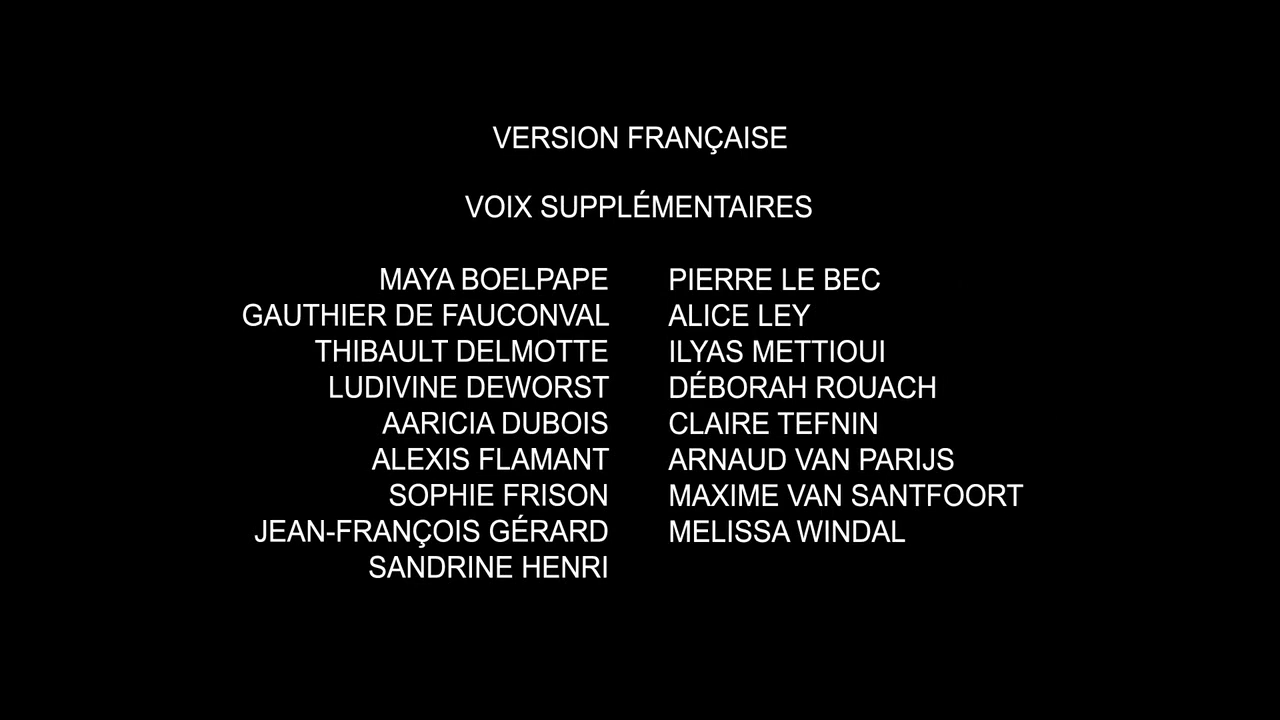 VERSION FRANÇAISE
VOIX SUPPLÉMENTAIRES
MAYA BOELPAPE
GAUTHIER DE FAUCONVAL
THIBAULT DELMOTTE
LUDIVINE DEWORST
AARICIA DUBOIS
ALEXIS FLAMANT
SOPHIE FRISON
JEAN-FRANÇOIS GÉRARD
SANDRINE HENRI
PIERRE LE BEC
ALICE LEY
ILYAS METTIOUI
DÉBORAH ROUACH
CLAIRE TEFNIN
ARNAUD VAN PARIJS
MAXIME VAN SANTFOORT
MELISSA WINDAL